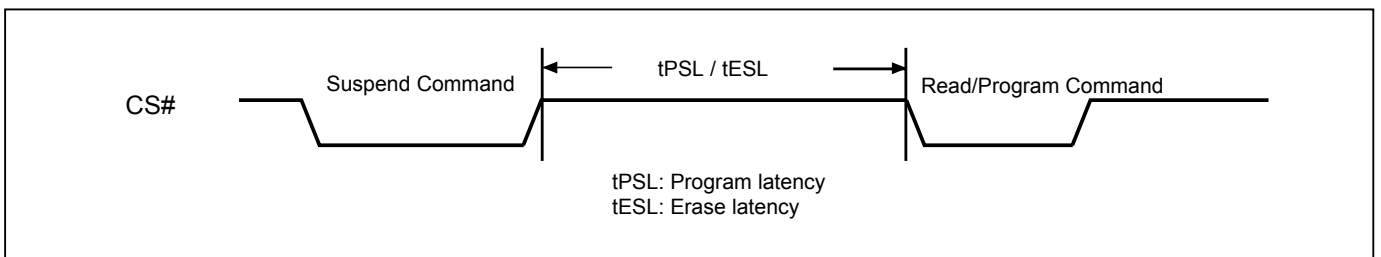 tPSL / tESL
Suspend Command
Read/Program Command
CS#
tPSL: Program latency
tESL: Erase latency